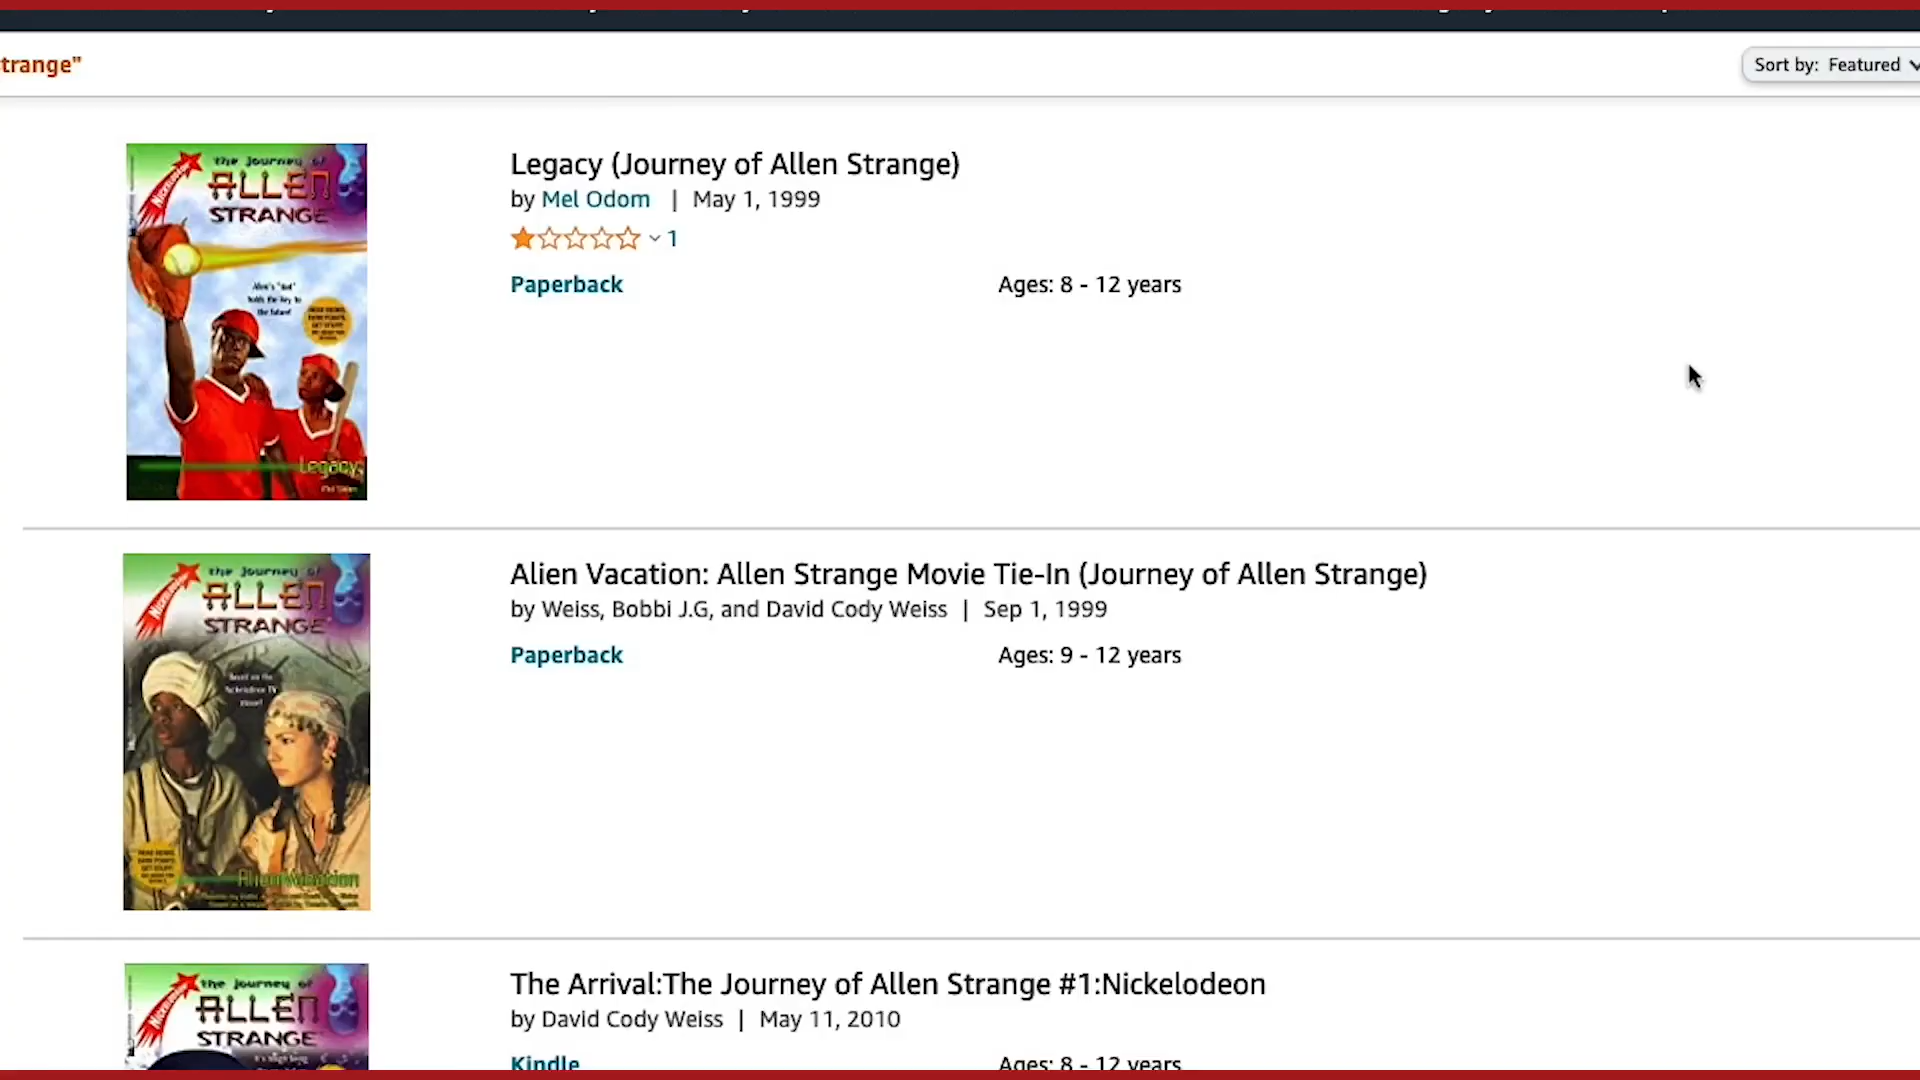 trange"
Sort by: Featured
the Journey of
ALLEN
STRANGE
Nickelodeon
Legacy
Legacy (Journey of Allen Strange)
by Mel Odom | May 1, 1999
1
Paperback
Ages: 8 - 12 years
the Journey of
ALLEN
STRANGE
Nickelodeon
Alien Vacation
Alien Vacation: Allen Strange Movie Tie-In (Journey of Allen Strange)
by Weiss, Bobbi J.G, and David Cody Weiss | Sep 1, 1999
Paperback
Ages: 9 - 12 years
the Journey of
ALLEN
STRANGE
The Arrival:The Journey of Allen Strange #1:Nickelodeon
by David Cody Weiss | May 11, 2010
Kindle
Ages: 8 - 12 years